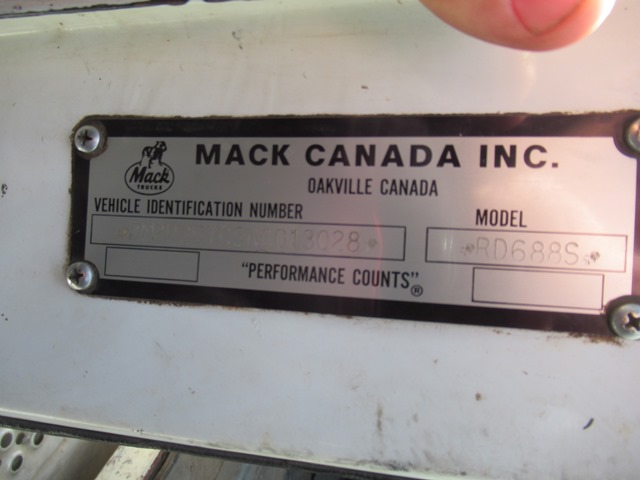 MACK CANADA INC.
Mack
TRUCKS
OAKVILLE CANADA
VEHICLE IDENTIFICATION NUMBER
MODEL
*RD688S*
"PERFORMANCE COUNTS"®